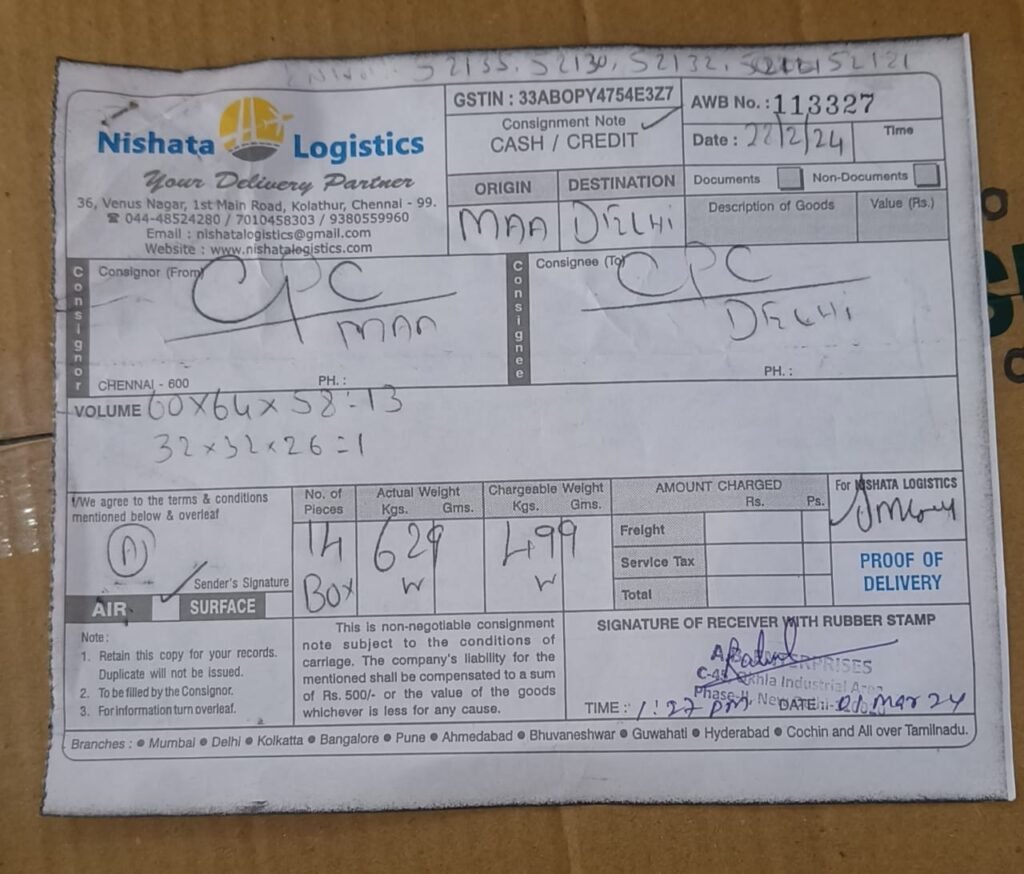 52135, 52130, 52132, 52121
Nishata Logistics
Your Delivery Partner
36, Venus Nagar, 1st Main Road, Kolathur, Chennai - 99.
☎ 044-48524280 / 7010458303 / 9380559960
Email : nishatalogistics@gmail.com
Website : www.nishatalogistics.com
GSTIN : 33ABOPY4754E3Z7
Consignment Note
CASH / CREDIT
AWB No. : 113327
Date : 22/2/24 Time
ORIGIN DESTINATION
MAA DELHI
Documents Non-Documents
Description of Goods Value (Rs.)
Consignor
Consignor (From) CPC
MAA
CHENNAI - 600 PH. :
Consignee
Consignee (To) CPC
DELHI
PH. :
VOLUME 60x64x58=13
32x32x26=1
I/We agree to the terms & conditions
mentioned below & overleaf
A
Sender's Signature
AIR SURFACE
No. of Pieces
14
Box
Actual Weight
Kgs. Gms.
629
W
Chargeable Weight
Kgs. Gms.
499
W
AMOUNT CHARGED
Rs. Ps.
Freight
Service Tax
Total
For NISHATA LOGISTICS
PROOF OF
DELIVERY
Note :
1. Retain this copy for your records.
Duplicate will not be issued.
2. To be filled by the Consignor.
3. For information turn overleaf.
This is non-negotiable consignment
note subject to the conditions of
carriage. The company's liability for the
mentioned shall be compensated to a sum
of Rs. 500/- or the value of the goods
whichever is less for any cause.
SIGNATURE OF RECEIVER WITH RUBBER STAMP
Okhla Industrial Area
Phase-II, New Delhi
TIME : 1:27 PM DATE : 01 Mar 24
Branches : ● Mumbai ● Delhi ● Kolkatta ● Bangalore ● Pune ● Ahmedabad ● Bhuvaneshwar ● Guwahati ● Hyderabad ● Cochin and All over Tamilnadu.